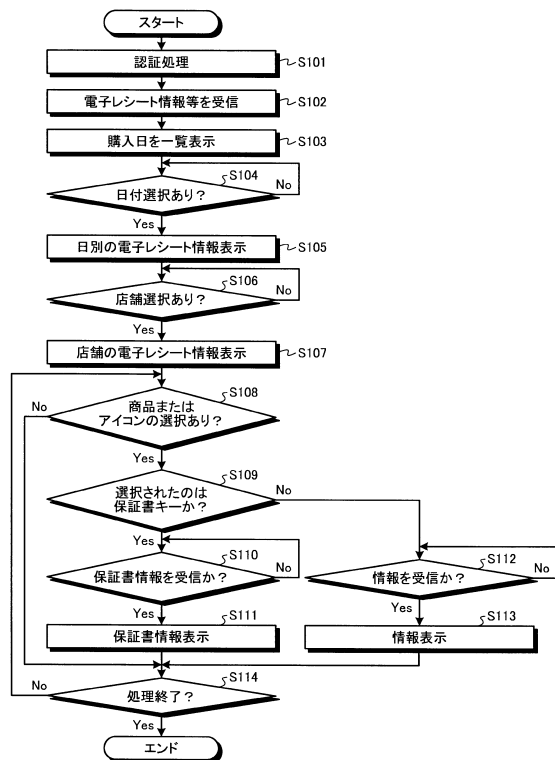 スタート
認証処理
S101
電子レシート情報等を受信
S102
購入日を一覧表示
S103
S104
日付選択あり？
No
Yes
日別の電子レシート情報表示
S105
S106
店舗選択あり？
No
Yes
店舗の電子レシート情報表示
S107
S108
No
商品または
アイコンの選択あり？
Yes
S109
選択されたのは
保証書キーか？
No
Yes
S110
保証書情報を受信か？
No
S112
情報を受信か？
No
Yes
S111
保証書情報表示
Yes
S113
情報表示
S114
No
処理終了？
Yes
エンド